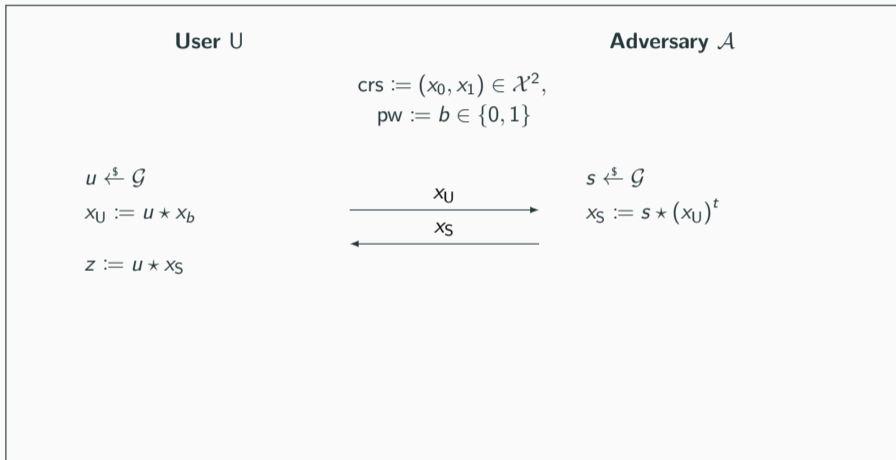 User U
Adversary 𝒜
crs := (x₀, x₁) ∈ 𝒳²,
pw := b ∈ {0, 1}
u ←$ 𝒢
x_U := u ⋆ x_b
z := u ⋆ x_S
x_U
x_S
s ←$ 𝒢
x_S := s ⋆ (x_U)ᵗ